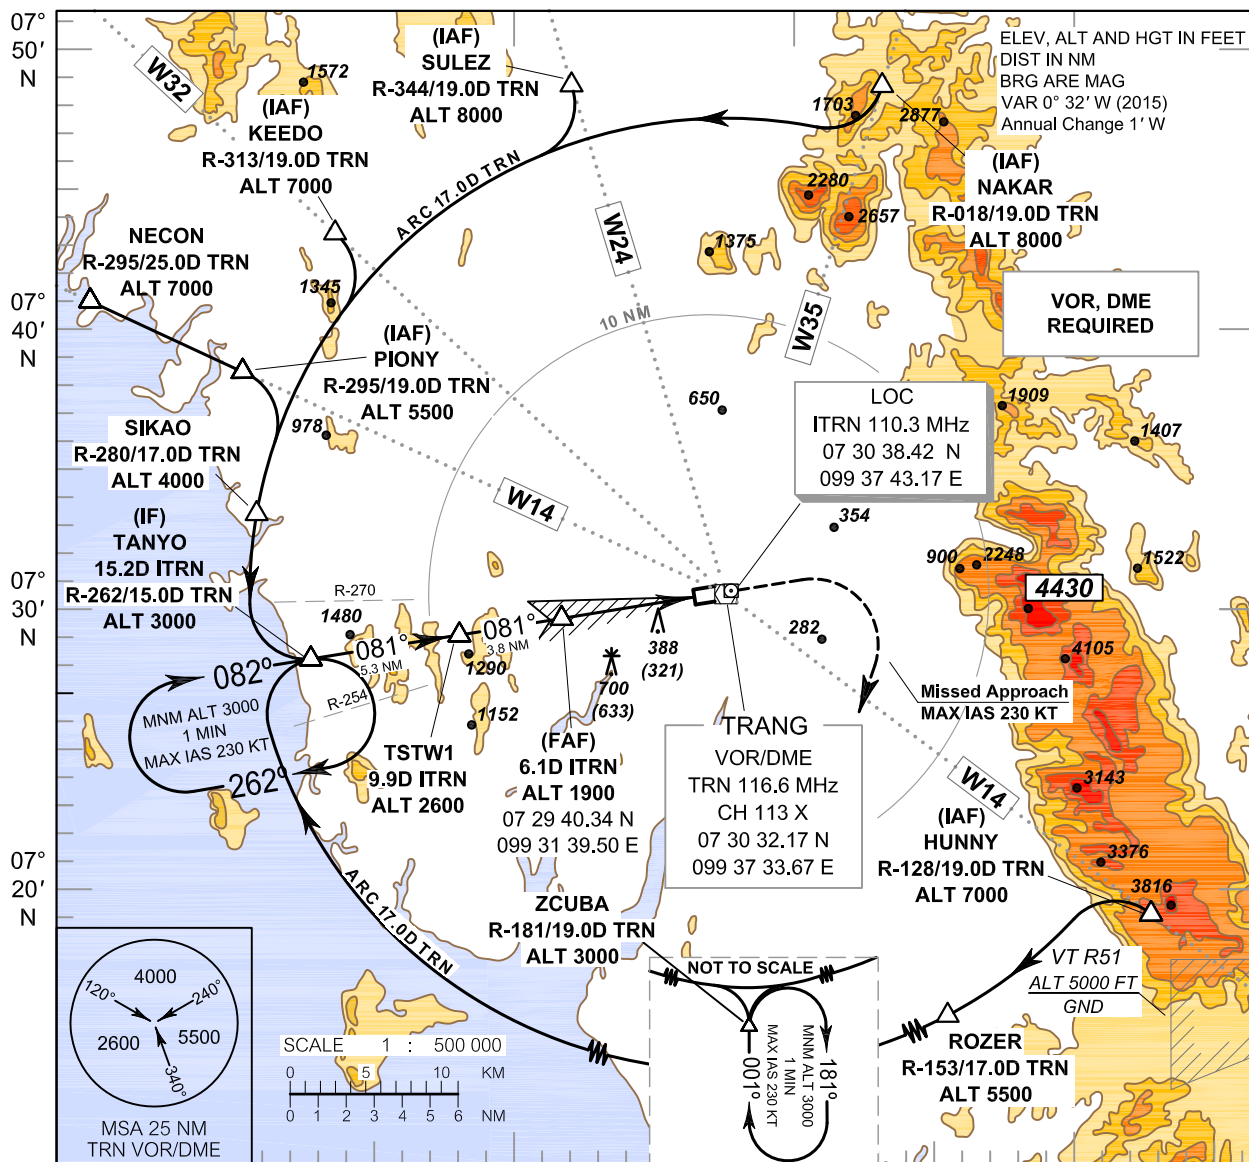 07°
50'
N
W32
1572
(IAF)
KEEDO
R-313/19.0D TRN
ALT 7000
(IAF)
SULEZ
R-344/19.0D TRN
ALT 8000
1703
2877
ELEV, ALT AND HGT IN FEET
DIST IN NM
BRG ARE MAG
VAR 0° 32' W (2015)
Annual Change 1' W
(IAF)
NAKAR
R-018/19.0D TRN
ALT 8000
ARC 17.0D TRN
2280
2657
1375
W24
NECON
R-295/25.0D TRN
ALT 7000
1345
07°
40'
N
(IAF)
PIONY
R-295/19.0D TRN
ALT 5500
10 NM
W35
VOR, DME
REQUIRED
650
LOC
ITRN 110.3 MHz
07 30 38.42 N
099 37 43.17 E
1909
1407
978
SIKAO
R-280/17.0D TRN
ALT 4000
W14
354
(IF)
TANYO
15.2D ITRN
R-262/15.0D TRN
ALT 3000
900
2248
1522
4430
07°
30'
N
R-270
1480
081°
5.3 NM
081°
3.8 NM
1290
388
(321)
282
4105
082°
MNM ALT 3000
1 MIN
MAX IAS 230 KT
262°
R-254
1152
700
(633)
Missed Approach
MAX IAS 230 KT
TSTW1
9.9D ITRN
ALT 2600
(FAF)
6.1D ITRN
ALT 1900
07 29 40.34 N
099 31 39.50 E
TRANG
VOR/DME
TRN 116.6 MHz
CH 113 X
07 30 32.17 N
099 37 33.67 E
W14
3143
(IAF)
HUNNY
R-128/19.0D TRN
ALT 7000
3376
3816
07°
20'
N
ARC 17.0D TRN
ZCUBA
R-181/19.0D TRN
ALT 3000
NOT TO SCALE
001°
MAX IAS 230 KT
1 MIN
MNM ALT 3000
181°
VT R51
ALT 5000 FT
GND
ROZER
R-153/17.0D TRN
ALT 5500
4000
120°
240°
2600
5500
340°
MSA 25 NM
TRN VOR/DME
SCALE 1 : 500 000
0 5 10 KM
0 1 2 3 4 5 6 NM